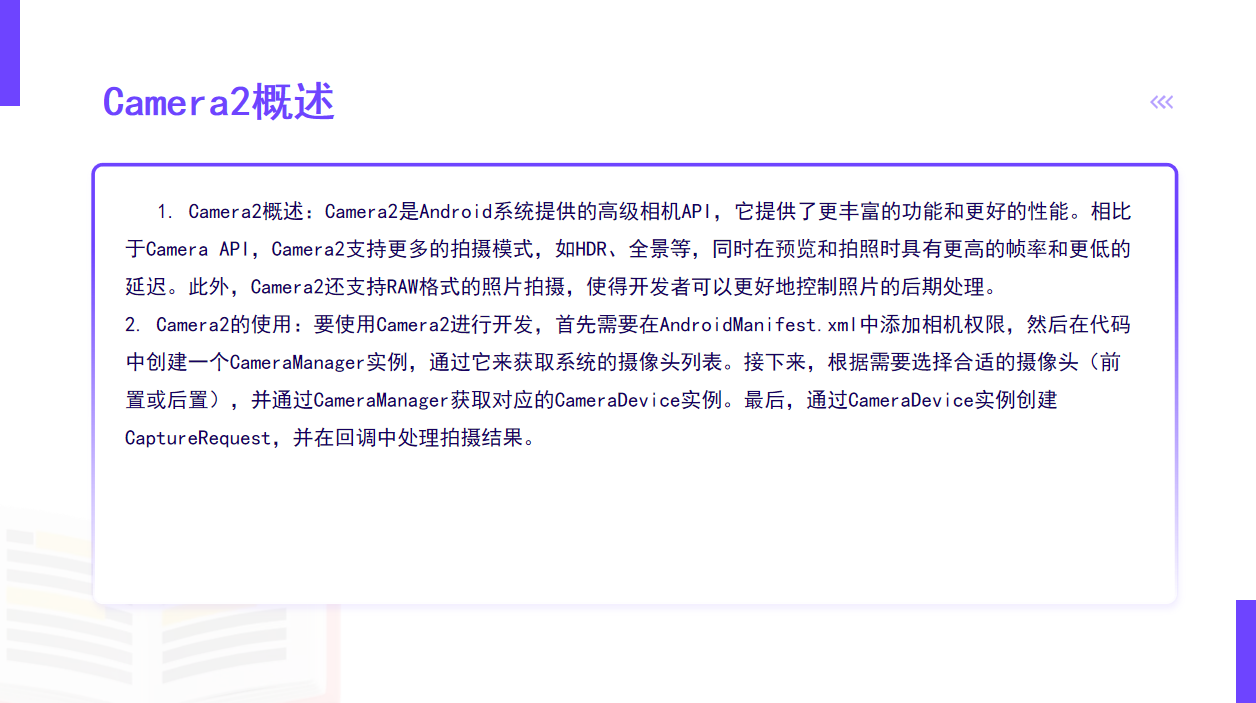 Camera2概述
1. Camera2概述：Camera2是Android系统提供的高级相机API，它提供了更丰富的功能和更好的性能。相比
于Camera API，Camera2支持更多的拍摄模式，如HDR、全景等，同时在预览和拍照时具有更高的帧率和更低的
延迟。此外，Camera2还支持RAW格式的照片拍摄，使得开发者可以更好地控制照片的后期处理。
2. Camera2的使用：要使用Camera2进行开发，首先需要在AndroidManifest.xml中添加相机权限，然后在代码
中创建一个CameraManager实例，通过它来获取系统的摄像头列表。接下来，根据需要选择合适的摄像头（前
置或后置），并通过CameraManager获取对应的CameraDevice实例。最后，通过CameraDevice实例创建
CaptureRequest，并在回调中处理拍摄结果。